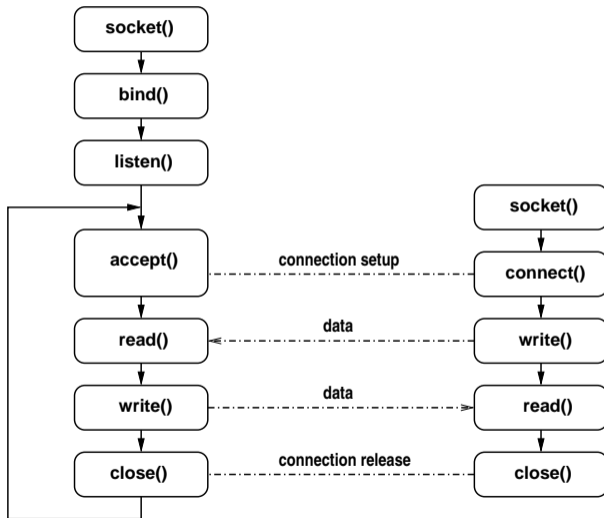 socket()
bind()
listen()
socket()
accept()
connection setup
connect()
read()
data
write()
write()
data
read()
close()
connection release
close()